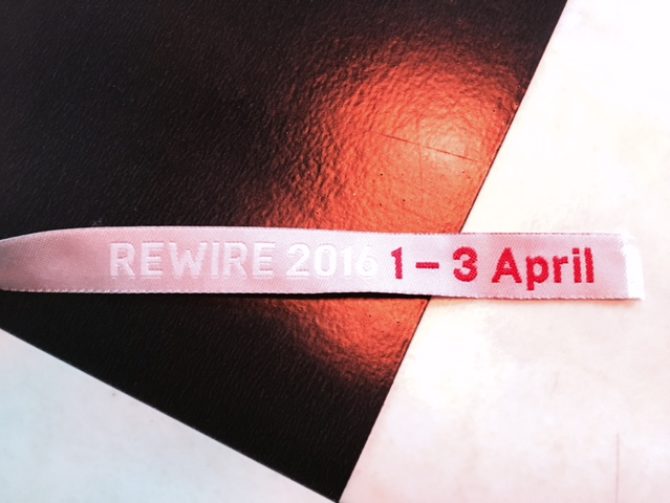 REWIRE 2016 1 – 3 April